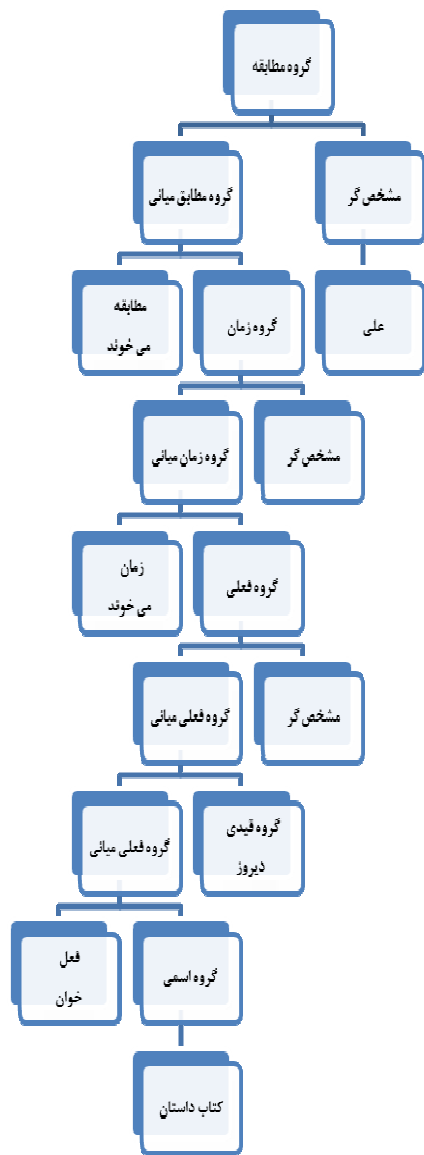 گروه مطابقه
مشخص گر
گروه مطابق میانی
علی
گروه زمان
مطابقه
می خوند
مشخص گر
گروه زمان میانی
گروه فعلی
زمان
می خوند
مشخص گر
گروه فعلی میانی
گروه قیدی
دیروز
گروه فعلی میانی
گروه اسمی
فعل
خوان
کتاب داستان